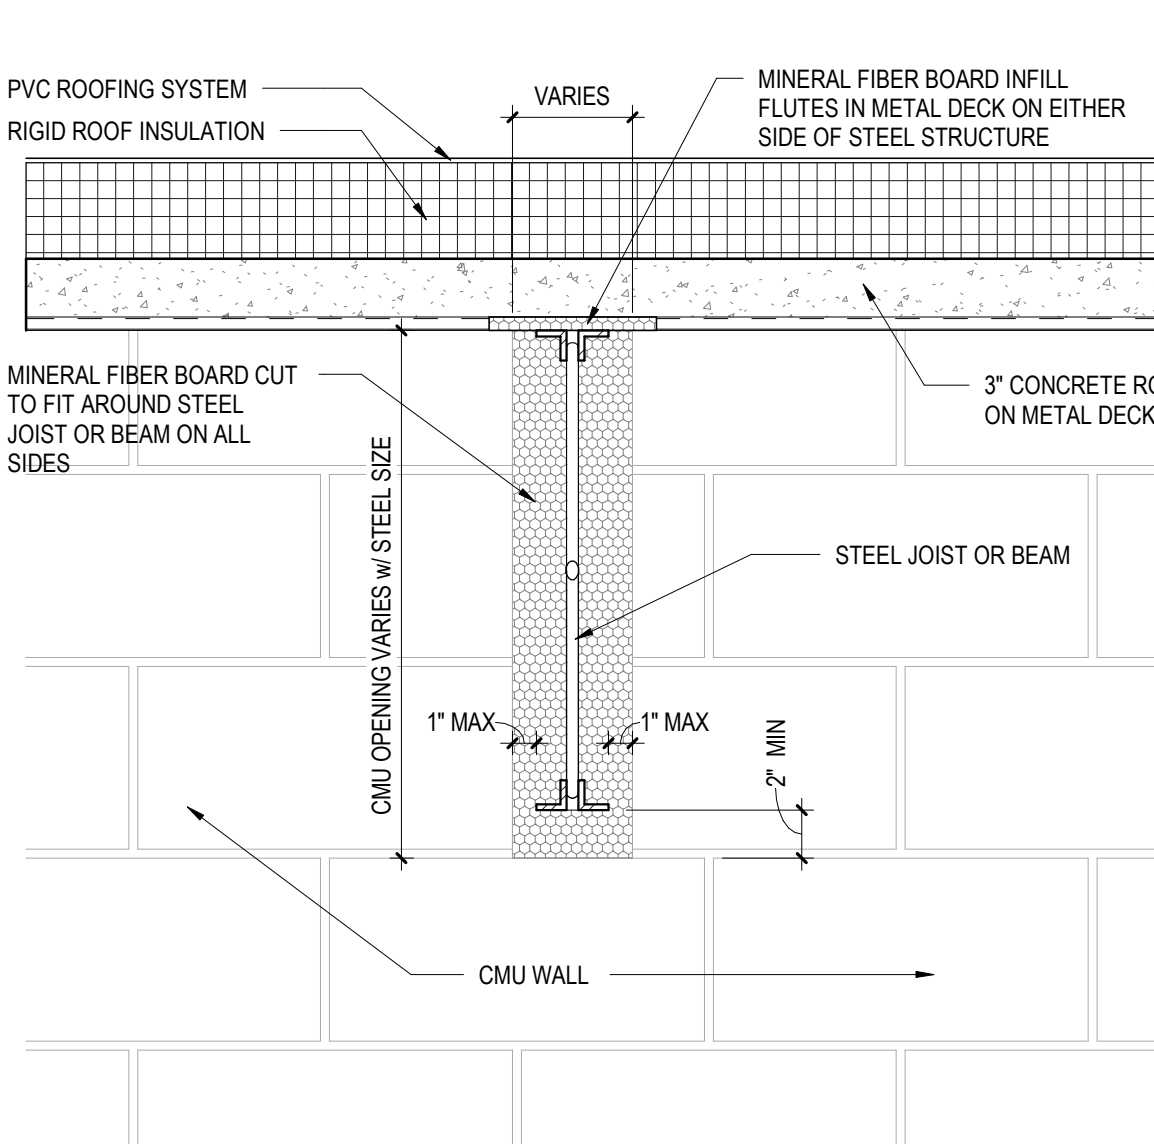 PVC ROOFING SYSTEM
RIGID ROOF INSULATION
VARIES
MINERAL FIBER BOARD INFILL
FLUTES IN METAL DECK ON EITHER
SIDE OF STEEL STRUCTURE
MINERAL FIBER BOARD CUT
TO FIT AROUND STEEL
JOIST OR BEAM ON ALL
SIDES
3" CONCRETE
ON METAL DECK
CMU OPENING VARIES w/ STEEL SIZE
STEEL JOIST OR BEAM
1" MAX
1" MAX
2" MIN
CMU WALL